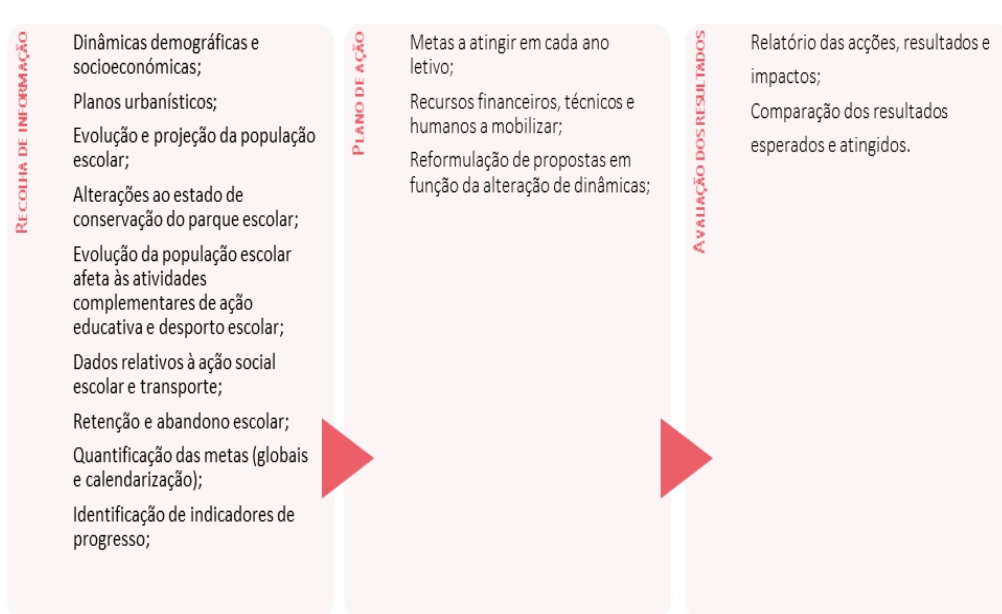 RECOLHA DE INFORMAÇÃO
Dinâmicas demográficas e
socioeconómicas;
Planos urbanísticos;
Evolução e projeção da população
escolar;
Alterações ao estado de
conservação do parque escolar;
Evolução da população escolar
afeta às atividades
complementares de ação
educativa e desporto escolar;
Dados relativos à ação social
escolar e transporte;
Retenção e abandono escolar;
Quantificação das metas (globais
e calendarização);
Identificação de indicadores de
progresso;
PLANO DE AÇÃO
Metas a atingir em cada ano
letivo;
Recursos financeiros, técnicos e
humanos a mobilizar;
Reformulação de propostas em
função da alteração de dinâmicas;
AVALIAÇÃO DOS RESULTADOS
Relatório das acções, resultados e
impactos;
Comparação dos resultados
esperados e atingidos.